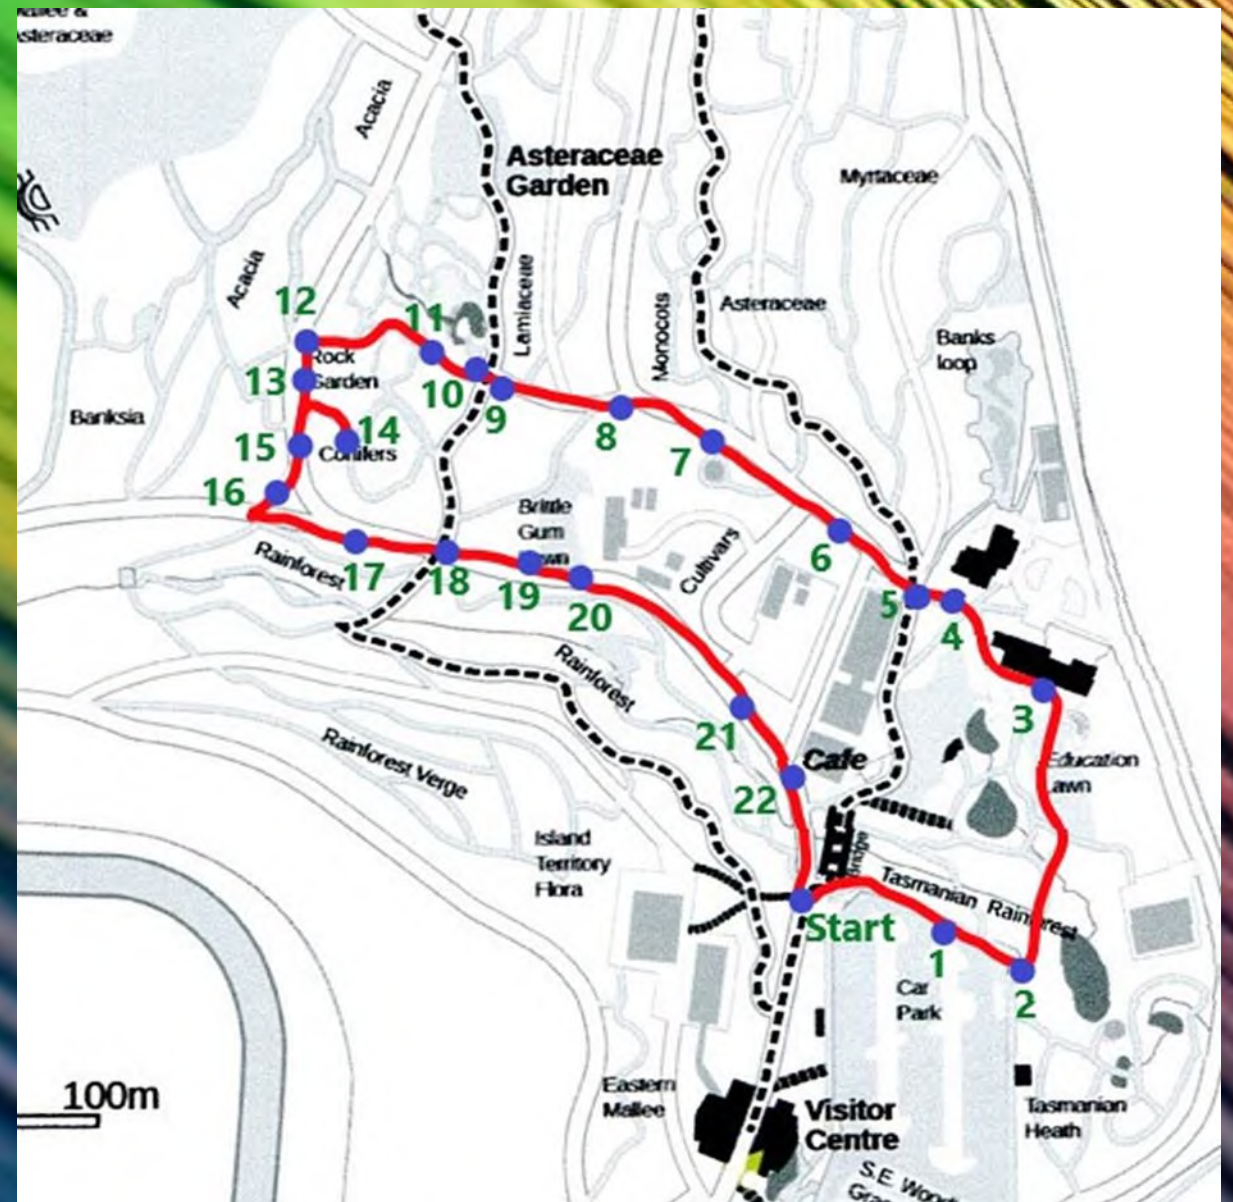 Asteraceae
Acacia
Asteraceae
Garden
Myrtaceae
Acacia
Lamiaceae
Monocots
Asteraceae
Banks
loop
12
11
Rock
Garden
13
10
9
Banksia
14
Conifers
15
8
7
16
Brittle
Gum
Cultivars
6
Rainforest
17
18
19
20
5
4
Rainforest
3
21
Cafe
Education
Rainforest Verge
22
Island
Territory
Flora
Bridge
Tasmanian Rainforest
Start
1
Car
Park
2
100m
Eastern
Mallee
Visitor
Centre
Tasmanian
Heath
S.E.